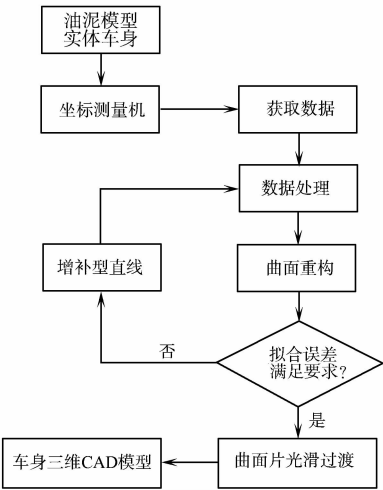 油泥模型
实体车身
坐标测量机
获取数据
数据处理
增补型直线
曲面重构
否
拟合误差
满足要求?
是
车身三维CAD模型
曲面片光滑过渡